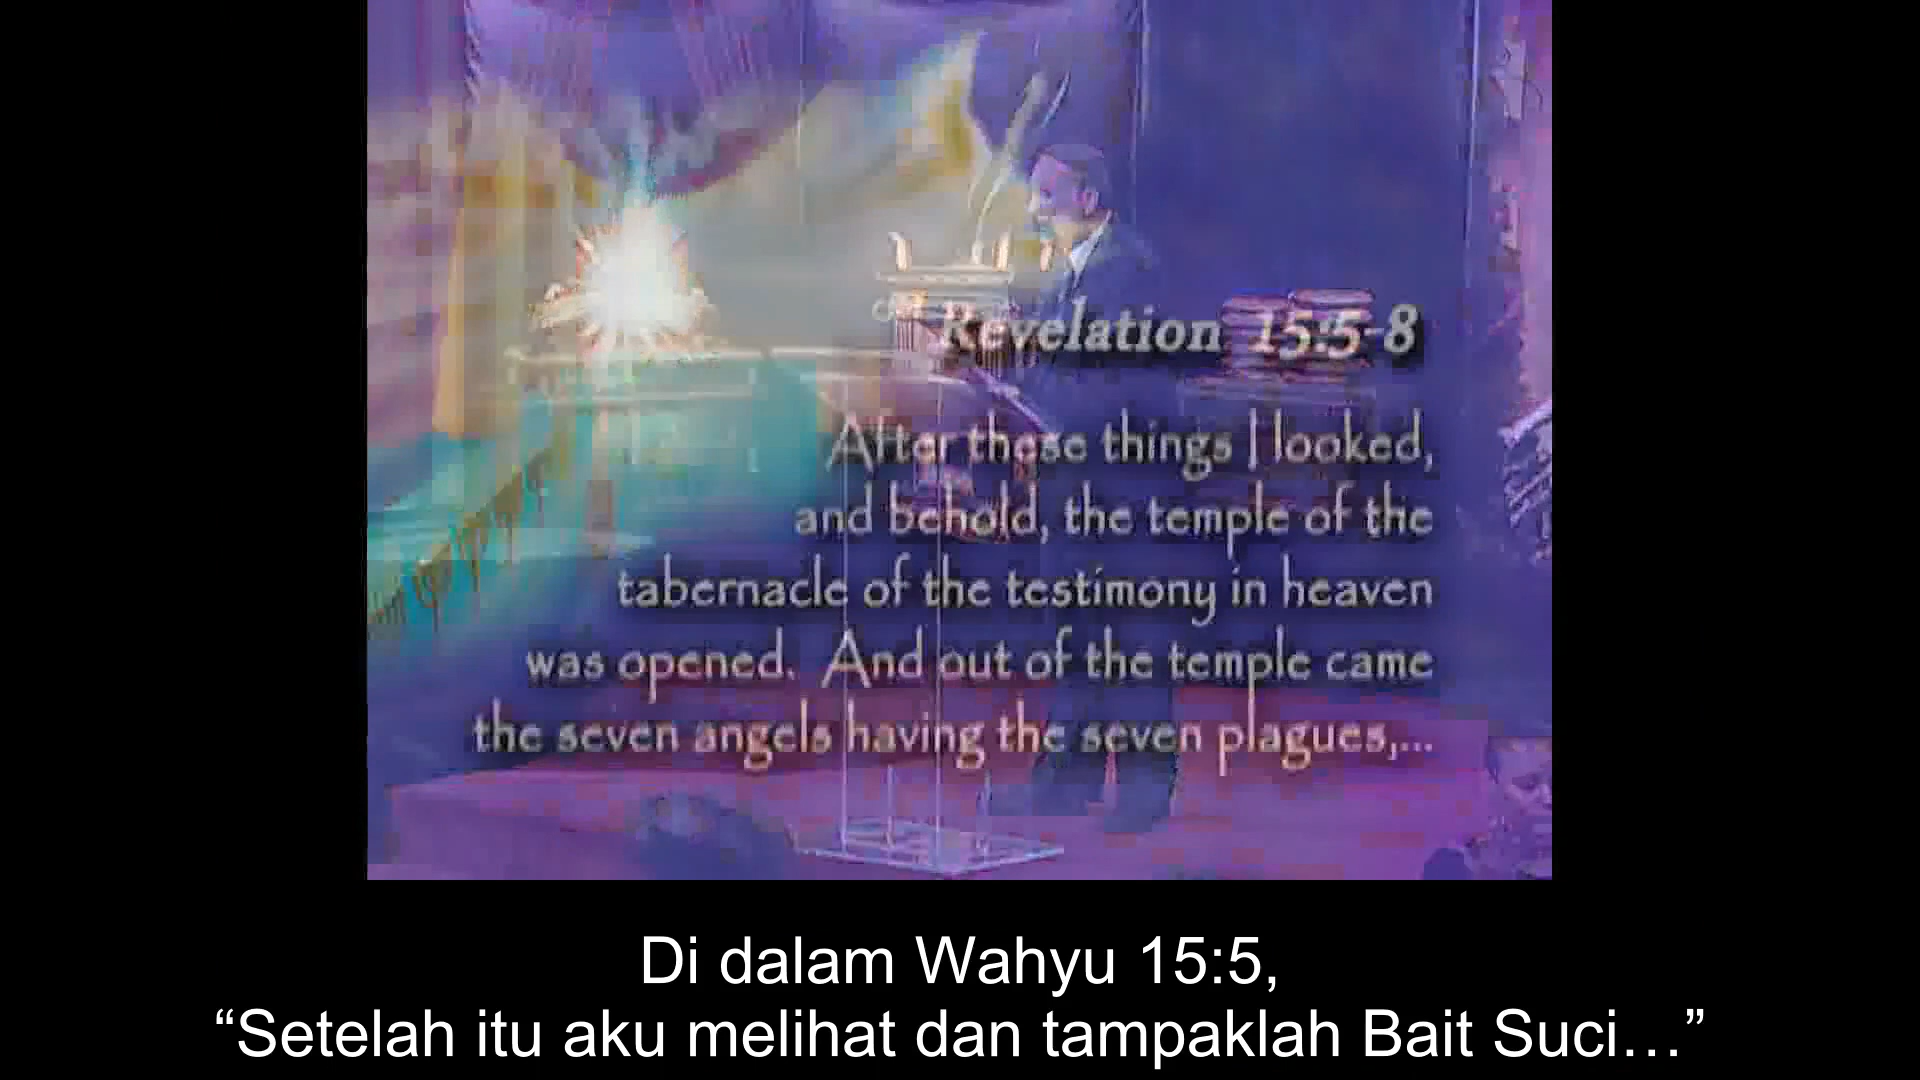 Revelation 15:5-8
After these things I looked,
and behold, the temple of the
tabernacle of the testimony in heaven
was opened. And out of the temple came
the seven angels having the seven plagues,...
Di dalam Wahyu 15:5,
“Setelah itu aku melihat dan tampaklah Bait Suci…”